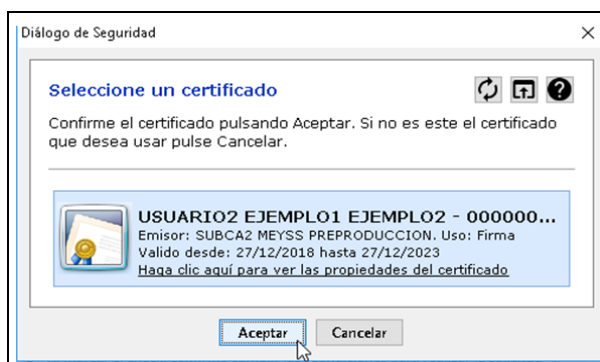 Diálogo de Seguridad
Seleccione un certificado
Confirme el certificado pulsando Aceptar. Si no es este el certificado
que desea usar pulse Cancelar.
USUARIO2 EJEMPLO1 EJEMPLO2 - 000000...
Emisor: SUBCA2 MEYSS PREPRODUCCION. Uso: Firma
Valido desde: 27/12/2018 hasta 27/12/2023
Haga clic aquí para ver las propiedades del certificado
Aceptar Cancelar